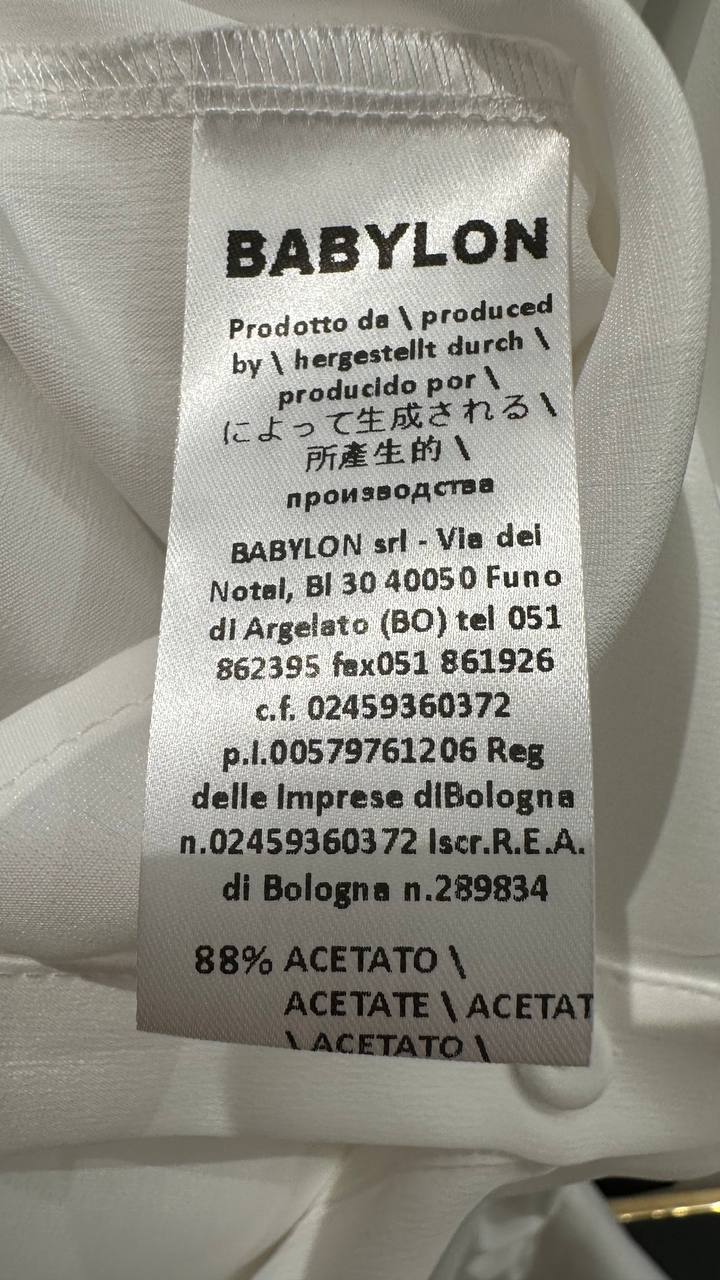 BABYLON
Prodotto da \ produced
by \ hergestellt durch \
producido por \
によって生成される \
所產生的 \
производства
BABYLON srl - Via dei
Notai, Bl 30 40050 Funo
di Argelato (BO) tel 051
862395 fax051 861926
c.f. 02459360372
p.I.00579761206 Reg
delle Imprese diBologna
n.02459360372 Iscr.R.E.A.
di Bologna n.289834
88% ACETATO \
ACETATE \ ACETAT
\ ACETATO \